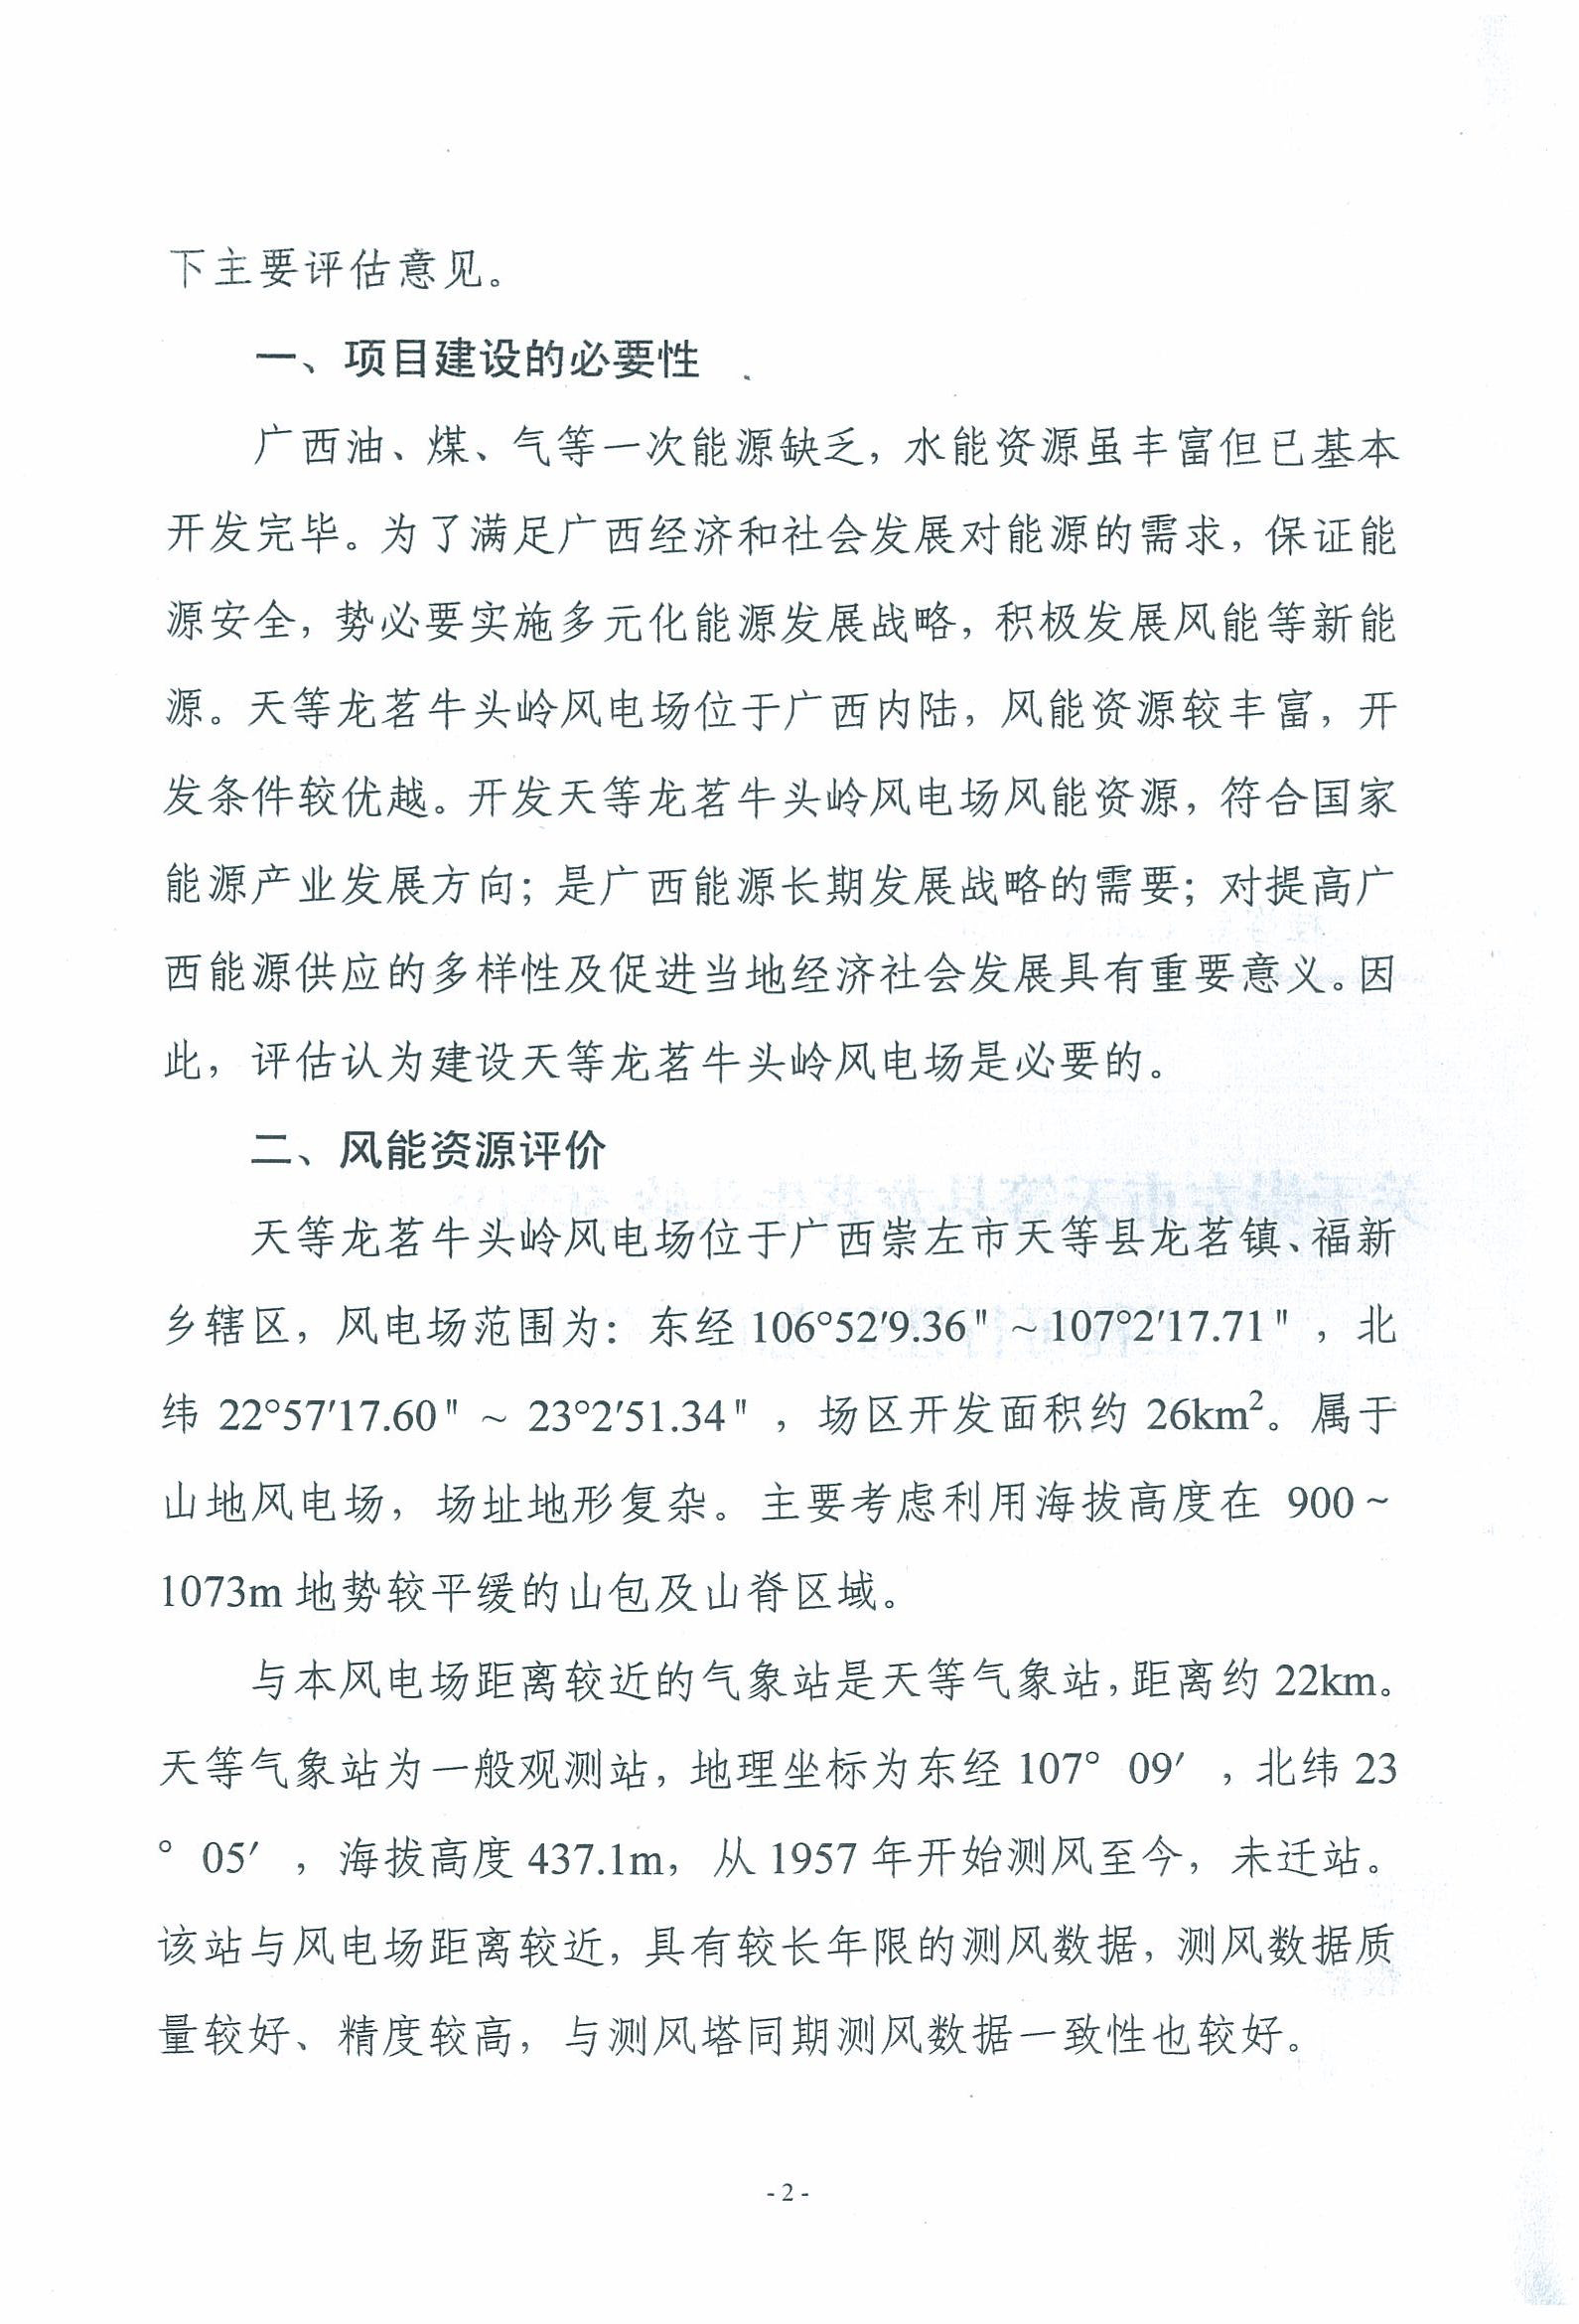 下主要评估意见。
一、项目建设的必要性
广西油、煤、气等一次能源缺乏，水能资源虽丰富但已基本
开发完毕。为了满足广西经济和社会发展对能源的需求，保证能
源安全，势必要实施多元化能源发展战略，积极发展风能等新能
源。天等龙茗牛头岭风电场位于广西内陆，风能资源较丰富，开
发条件较优越。开发天等龙茗牛头岭风电场风能资源，符合国家
能源产业发展方向；是广西能源长期发展战略的需要；对提高广
西能源供应的多样性及促进当地经济社会发展具有重要意义。因
此，评估认为建设天等龙茗牛头岭风电场是必要的。
二、风能资源评价
天等龙茗牛头岭风电场位于广西崇左市天等县龙茗镇、福新
乡辖区，风电场范围为：东经 106°52′9.36"～107°2′17.71"，北
纬 22°57′17.60"～ 23°2′51.34"，场区开发面积约 26km²。属于
山地风电场，场址地形复杂。主要考虑利用海拔高度在 900～
1073m 地势较平缓的山包及山脊区域。
与本风电场距离较近的气象站是天等气象站，距离约 22km。
天等气象站为一般观测站，地理坐标为东经 107° 09′，北纬 23
° 05′，海拔高度 437.1m，从 1957 年开始测风至今，未迁站。
该站与风电场距离较近，具有较长年限的测风数据，测风数据质
量较好、精度较高，与测风塔同期测风数据一致性也较好。
- 2 -